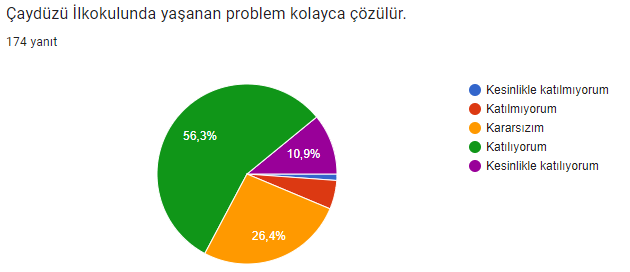 Çaydüzü İlkokulunda yaşanan problem kolayca çözülür.
174 yanıt
Kesinlikle katılmıyorum
Katılmıyorum
Kararsızım
Katılıyorum
Kesinlikle katılıyorum
56,3%
10,9%
26,4%